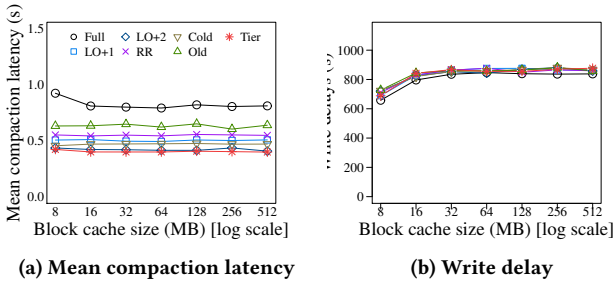 Mean compaction latency (s)
1.5
1.0
0.5
0.0
Full LO+2 Cold Tier
LO+1 RR Old
8 16 32 64 128 256 512
Block cache size (MB) [log scale]
(a) Mean compaction latency
Write delays (s)
1000
800
600
400
200
0
8 16 32 64 128 256 512
Block cache size (MB) [log scale]
(b) Write delay